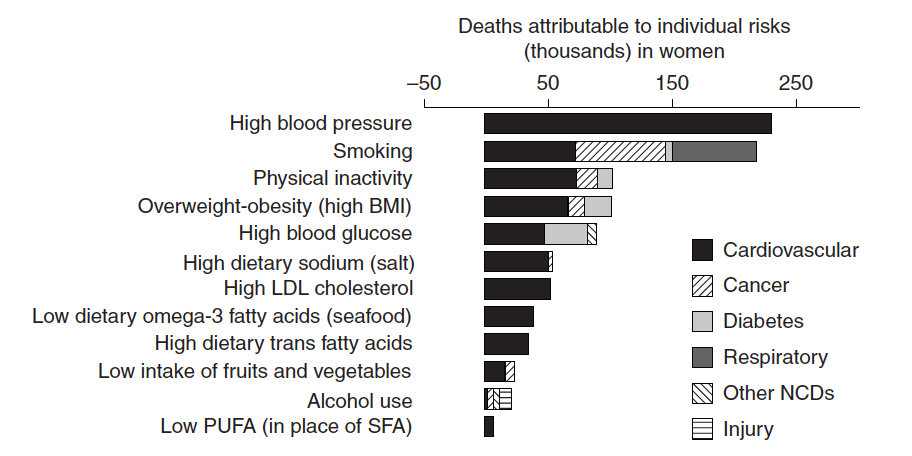 Deaths attributable to individual risks
(thousands) in women
–50 50 150 250
High blood pressure
Smoking
Physical inactivity
Overweight-obesity (high BMI)
High blood glucose
High dietary sodium (salt)
High LDL cholesterol
Low dietary omega-3 fatty acids (seafood)
High dietary trans fatty acids
Low intake of fruits and vegetables
Alcohol use
Low PUFA (in place of SFA)
Cardiovascular
Cancer
Diabetes
Respiratory
Other NCDs
Injury